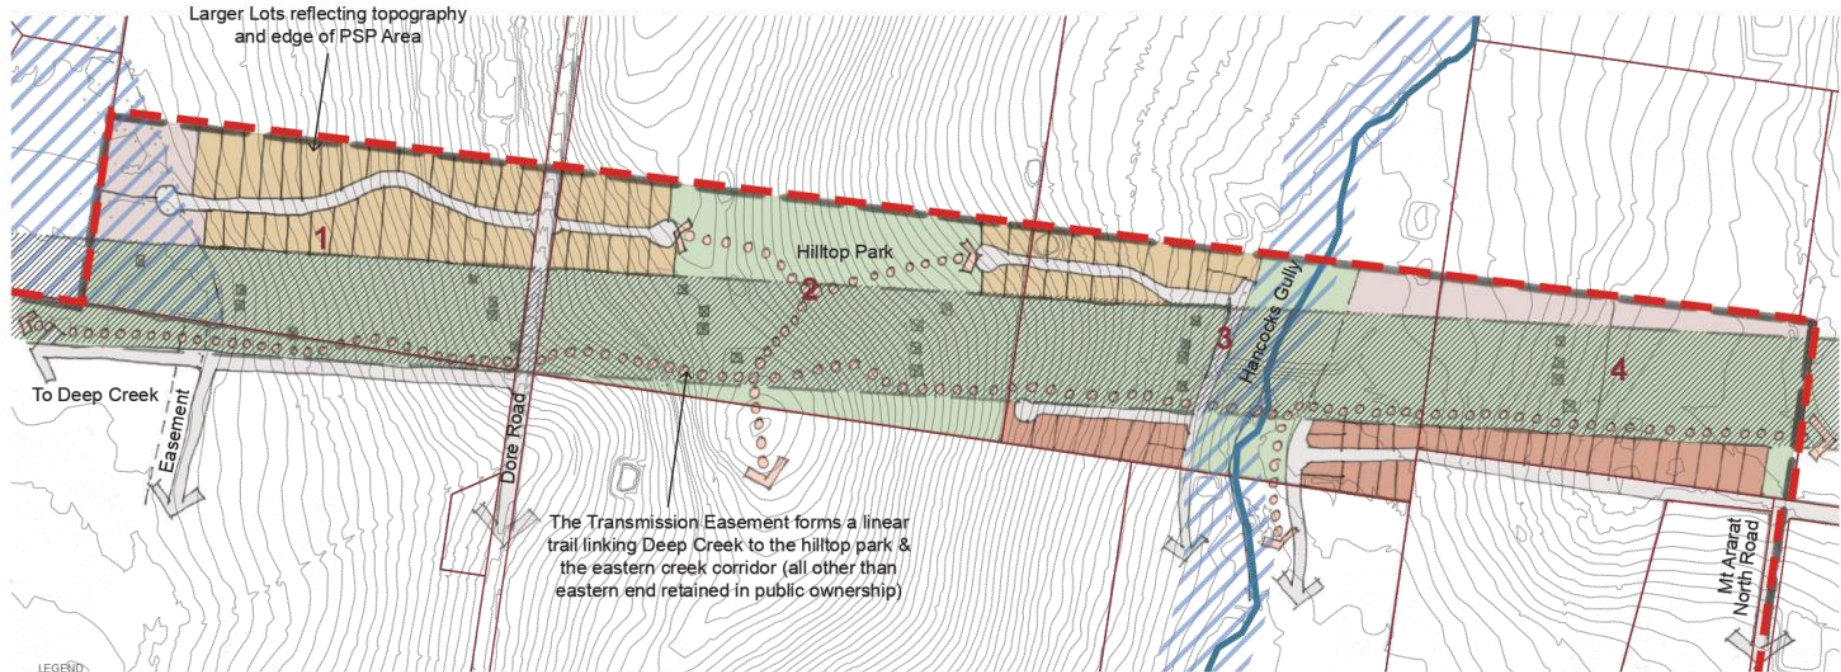 Larger Lots reflecting topography
and edge of PSP Area
1
Hilltop Park
2
Hancocks Gully
3
4
To Deep Creek
Easement
Dore Road
The Transmission Easement forms a linear
trail linking Deep Creek to the hilltop park &
the eastern creek corridor (all other than
eastern end retained in public ownership)
Mt Ararat
North Road
LEGEND